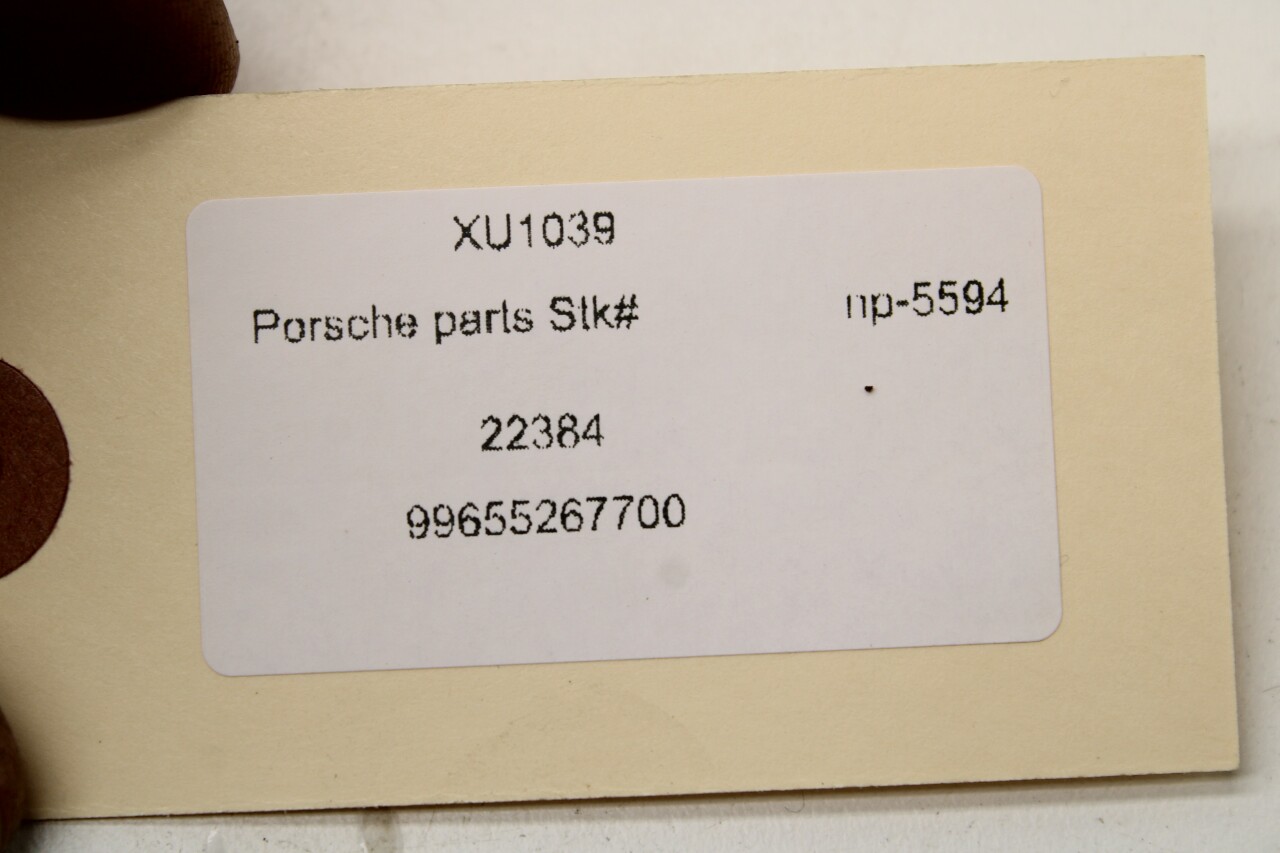 XU1039
Porsche parts Stk# np-5594
22384
99655267700